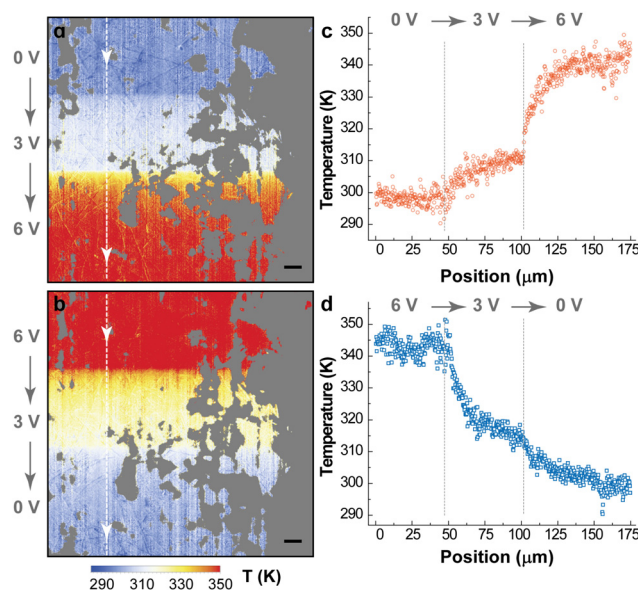 a
0 V
3 V
6 V
b
6 V
3 V
0 V
290 310 330 350 T (K)
c
0 V 3 V 6 V
Temperature (K)
350
340
330
320
310
300
290
0 25 50 75 100 125 150 175
Position (μm)
d
6 V 3 V 0 V
Temperature (K)
350
340
330
320
310
300
290
0 25 50 75 100 125 150 175
Position (μm)